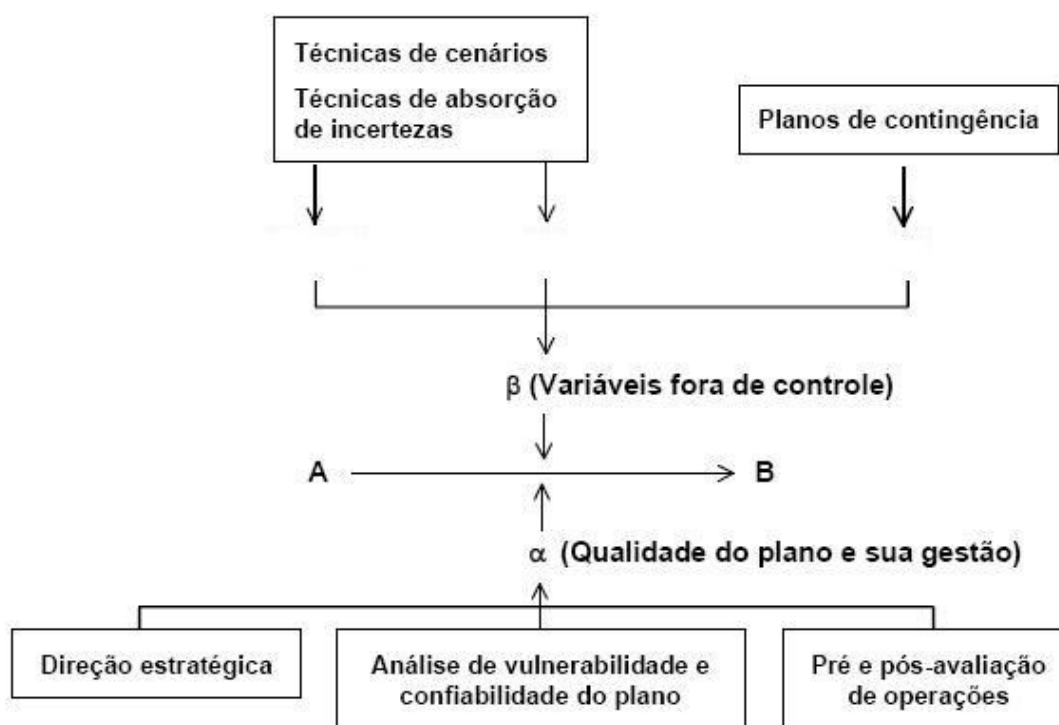 Técnicas de cenários
Técnicas de absorção
de incertezas
Planos de contingência
β (Variáveis fora de controle)
A
B
α (Qualidade do plano e sua gestão)
Direção estratégica
Análise de vulnerabilidade e
confiabilidade do plano
Pré e pós-avaliação
de operações